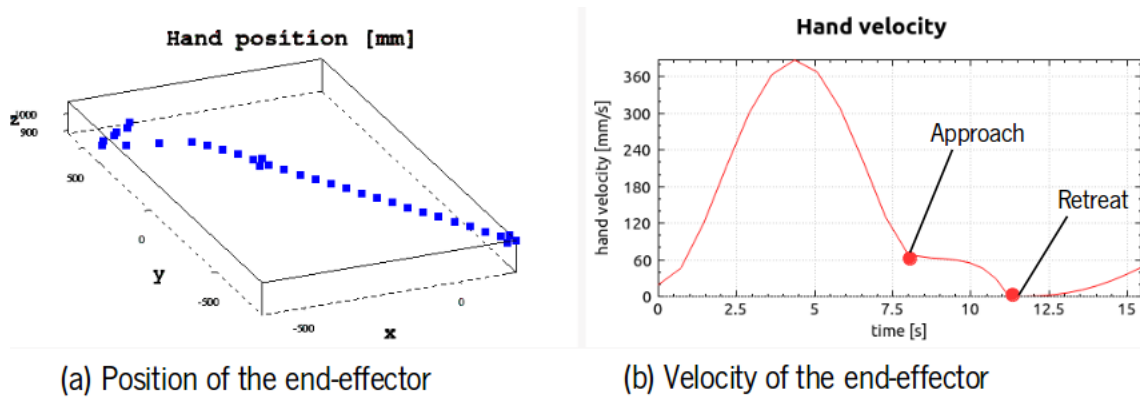 Hand position [mm]
z
1000
900
500
0
y
-500
-500
0
x
(a) Position of the end-effector
Hand velocity
hand velocity [mm/s]
360
300
240
180
120
60
0
Approach
Retreat
0
2.5
5
7.5
10
12.5
15
time [s]
(b) Velocity of the end-effector